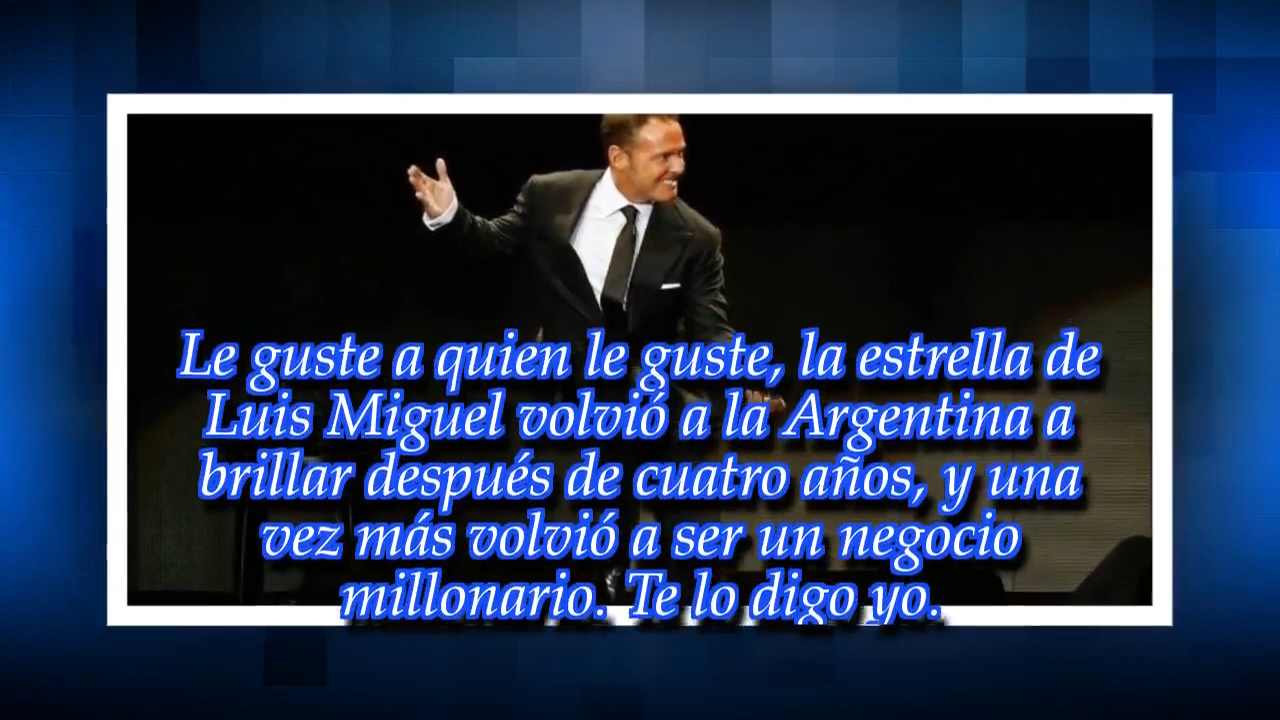 Le guste a quien le guste, la estrella de
Luis Miguel volvió a la Argentina a
brillar después de cuatro años, y una
vez más volvió a ser un negocio
millonario. Te lo digo yo.